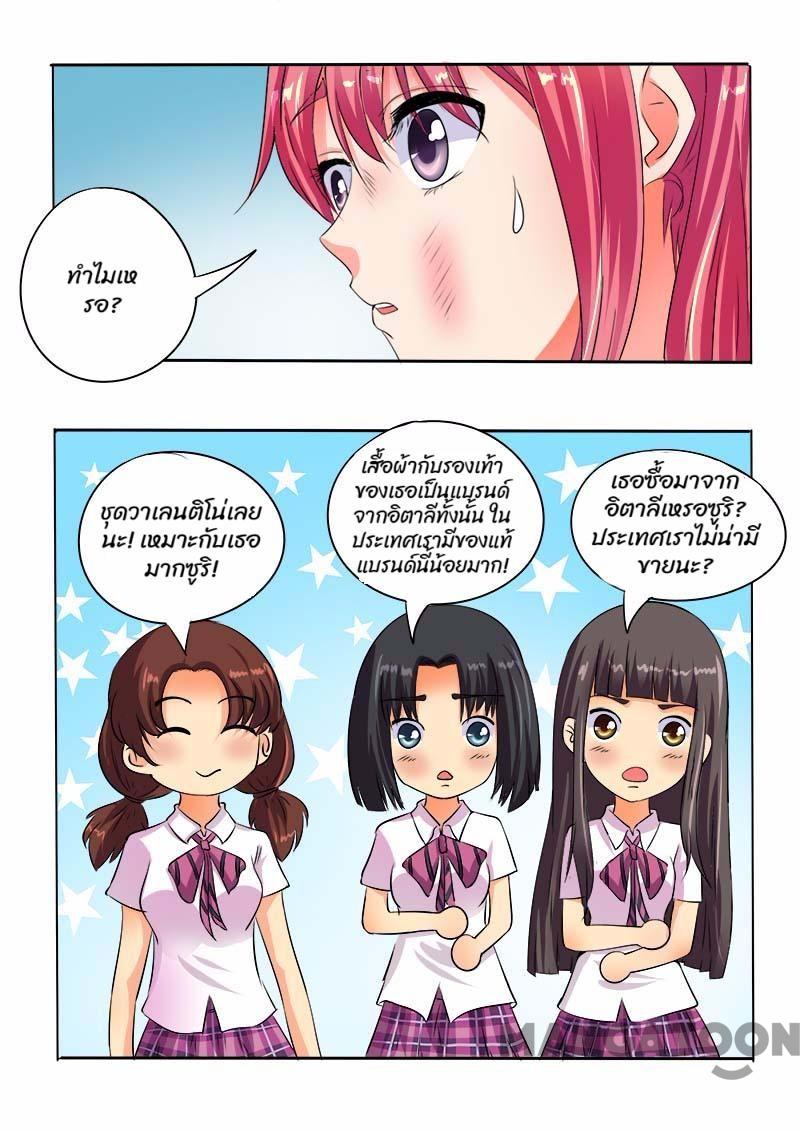 ทำไมเห
รอ?
ชุดวาเลนติโน่เลย
นะ! เหมาะกับเธอ
มากซูริ!
เสื้อผ้ากับรองเท้า
ของเธอเป็นแบรนด์
จากอิตาลีทั้งนั้น ใน
ประเทศเรามีของแท้
แบรนด์นี้น้อยมาก!
เธอซื้อมาจาก
อิตาลีเหรอซูริ?
ประเทศเราไม่น่ามี
ขายนะ?
MANGATOON